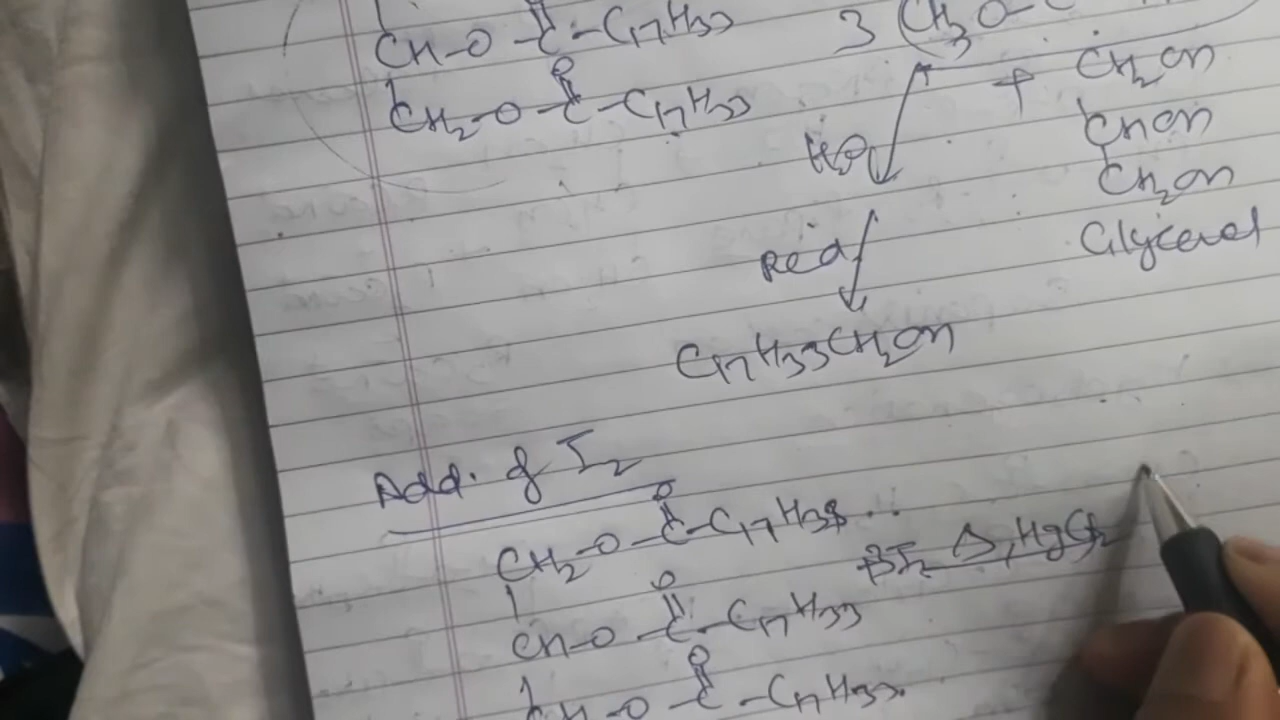 CH-O-C-C17H33 3 CH3O-C
O
CH2-O-C-C17H33 + CH2OH
CHOH
H2O CH2OH
Red Glycerol
C17H33CH2OH
Add. of I2
O
CH2-O-C-C17H33 +3I2 Δ, HgCl2
O
CH-O-C-C17H33
O
CH-O-C-C17H33